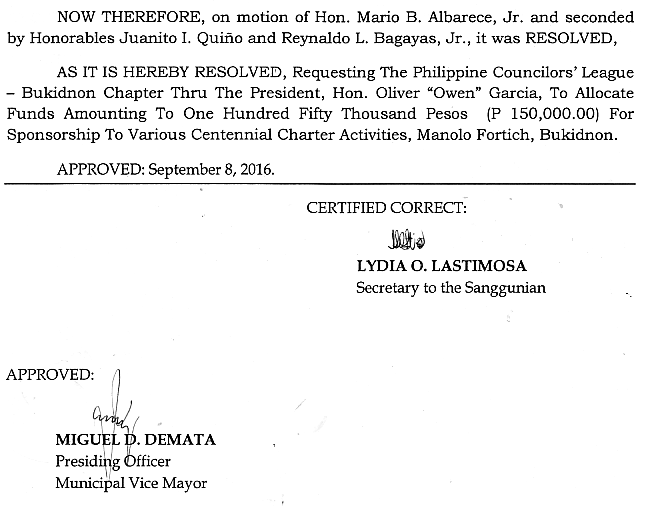 NOW THEREFORE, on motion of Hon. Mario B. Albarece, Jr. and seconded
by Honorables Juanito I. Quiño and Reynaldo L. Bagayas, Jr., it was RESOLVED,
AS IT IS HEREBY RESOLVED, Requesting The Philippine Councilors' League
– Bukidnon Chapter Thru The President, Hon. Oliver "Owen" Garcia, To Allocate
Funds Amounting To One Hundred Fifty Thousand Pesos (P 150,000.00) For
Sponsorship To Various Centennial Charter Activities, Manolo Fortich, Bukidnon.
APPROVED: September 8, 2016.
CERTIFIED CORRECT:
LYDIA O. LASTIMOSA
Secretary to the Sanggunian
APPROVED:
MIGUEL D. DEMATA
Presiding Officer
Municipal Vice Mayor